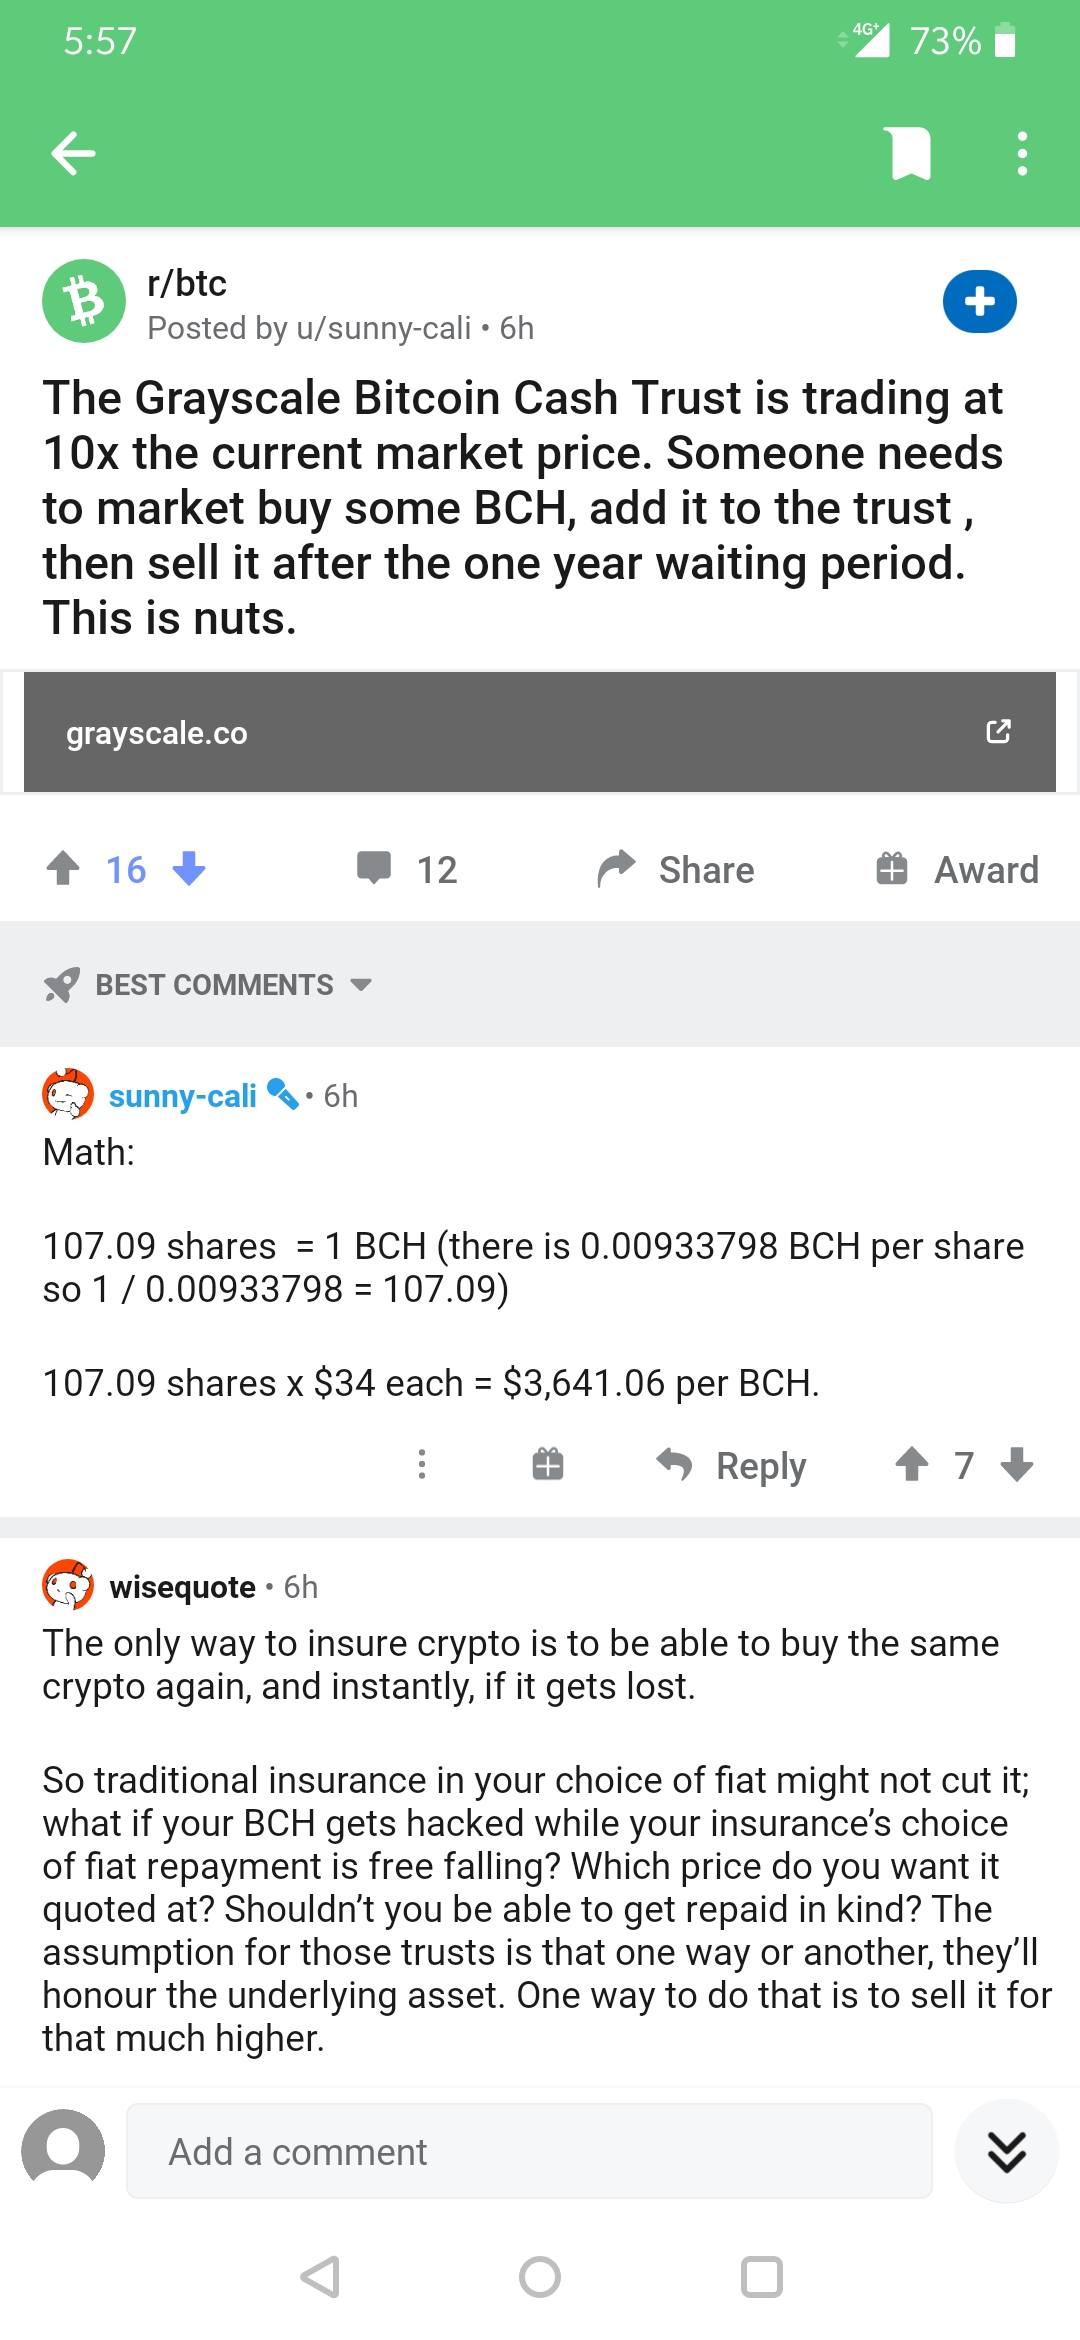 5:57
4G+ 73%
r/btc
Posted by u/sunny-cali • 6h
The Grayscale Bitcoin Cash Trust is trading at
10x the current market price. Someone needs
to market buy some BCH, add it to the trust ,
then sell it after the one year waiting period.
This is nuts.
grayscale.co
16 12 Share Award
BEST COMMENTS
sunny-cali • 6h
Math:
107.09 shares  = 1 BCH (there is 0.00933798 BCH per share
so 1 / 0.00933798 = 107.09)
107.09 shares x $34 each = $3,641.06 per BCH.
Reply 7
wisequote • 6h
The only way to insure crypto is to be able to buy the same
crypto again, and instantly, if it gets lost.
So traditional insurance in your choice of fiat might not cut it;
what if your BCH gets hacked while your insurance’s choice
of fiat repayment is free falling? Which price do you want it
quoted at? Shouldn’t you be able to get repaid in kind? The
assumption for those trusts is that one way or another, they’ll
honour the underlying asset. One way to do that is to sell it for
that much higher.
Add a comment